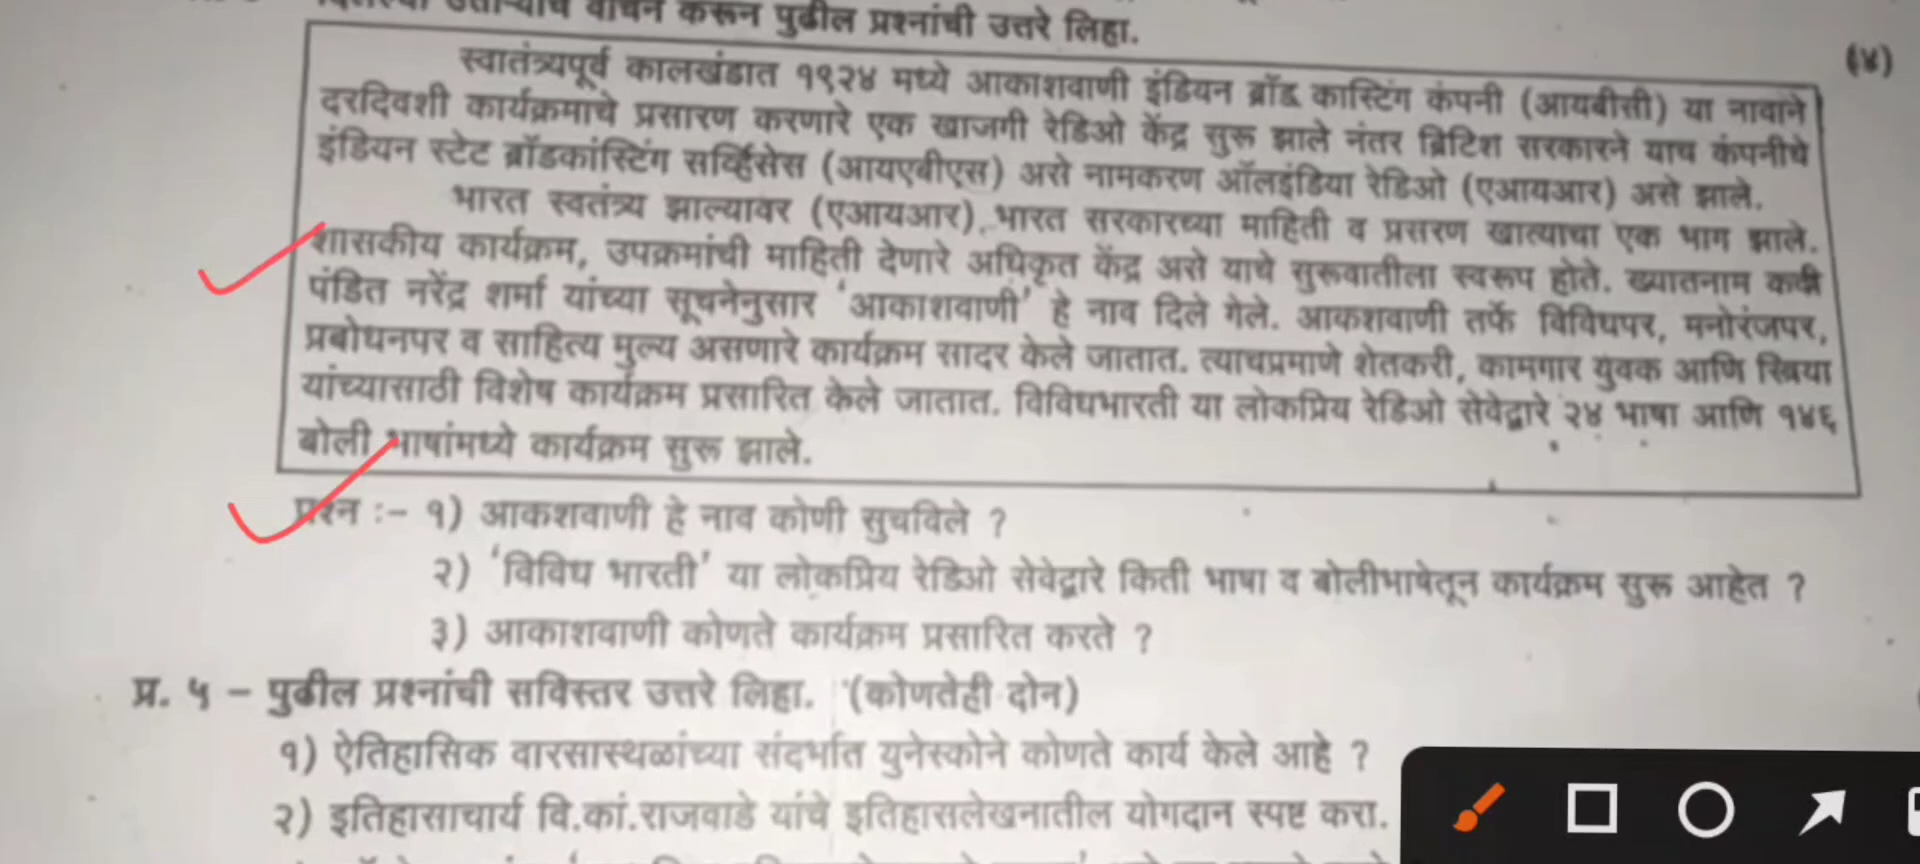 वाचन करून पुढील प्रश्नांची उत्तरे लिहा.
(४)
स्वातंत्र्यपूर्व कालखंडात १९२४ मध्ये आकाशवाणी इंडियन ब्रॉड कास्टिंग कंपनी (आयबीसी) या नावाने
दरदिवशी कार्यक्रमाचे प्रसारण करणारे एक खाजगी रेडिओ केंद्र सुरू झाले नंतर ब्रिटिश सरकारने याच कंपनीचे
इंडियन स्टेट ब्रॉडकांस्टिंग सर्व्हिसेस (आयएबीएस) असे नामकरण ऑलइंडिया रेडिओ (एआयआर) असे झाले.
भारत स्वतंत्र्य झाल्यावर (एआयआर) भारत सरकारच्या माहिती व प्रसरण खात्याचा एक भाग झाले.
शासकीय कार्यक्रम, उपक्रमांची माहिती देणारे अधिकृत केंद्र असे याचे सुरूवातीला स्वरूप होते. ख्यातनाम कवी
पंडित नरेंद्र शर्मा यांच्या सूचनेनुसार 'आकाशवाणी' हे नाव दिले गेले. आकशवाणी तर्फे विविधपर, मनोरंजपर,
प्रबोधनपर व साहित्य मुल्य असणारे कार्यक्रम सादर केले जातात. त्याचप्रमाणे शेतकरी, कामगार युवक आणि स्त्रिया
यांच्यासाठी विशेष कार्यक्रम प्रसारित केले जातात. विविधभारती या लोकप्रिय रेडिओ सेवेद्वारे २४ भाषा आणि १४६
बोली भाषांमध्ये कार्यक्रम सुरू झाले.
प्रश्न :- १) आकशवाणी हे नाव कोणी सुचविले ?
२) 'विविध भारती' या लोकप्रिय रेडिओ सेवेद्वारे किती भाषा व बोलीभाषेतून कार्यक्रम सुरू आहेत ?
३) आकाशवाणी कोणते कार्यक्रम प्रसारित करते ?
प्र. ५ - पुढील प्रश्नांची सविस्तर उत्तरे लिहा. (कोणतेही दोन)
१) ऐतिहासिक वारसास्थळांच्या संदर्भात युनेस्कोने कोणते कार्य केले आहे ?
२) इतिहासाचार्य वि.कां.राजवाडे यांचे इतिहासलेखनातील योगदान स्पष्ट करा.